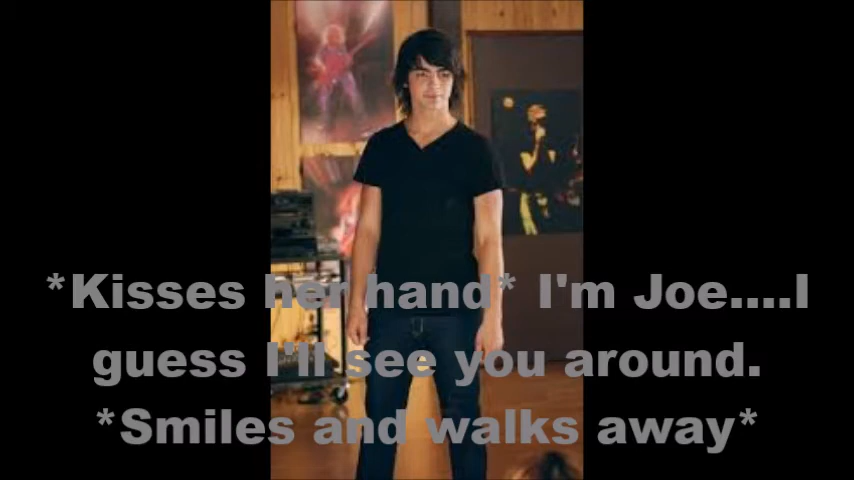 *Kisses her hand* I'm Joe....I
guess I'll see you around.
*Smiles and walks away*